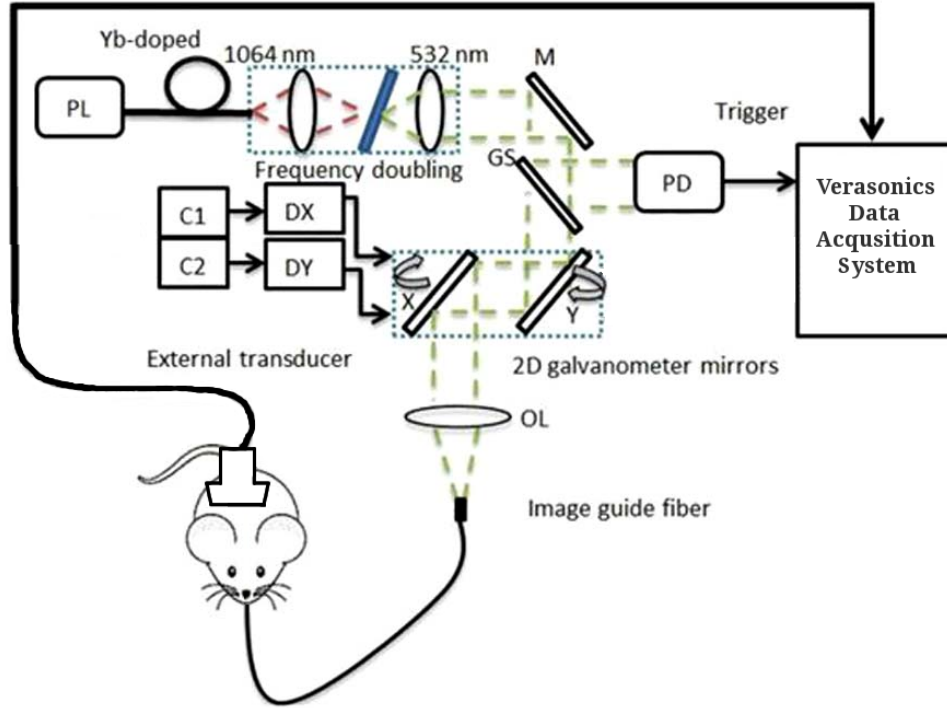 Yb-doped
1064 nm
532 nm
M
PL
Trigger
GS
Frequency doubling
PD
Verasonics
Data
Acqusition
System
C1
DX
C2
DY
X
Y
External transducer
2D galvanometer mirrors
OL
Image guide fiber